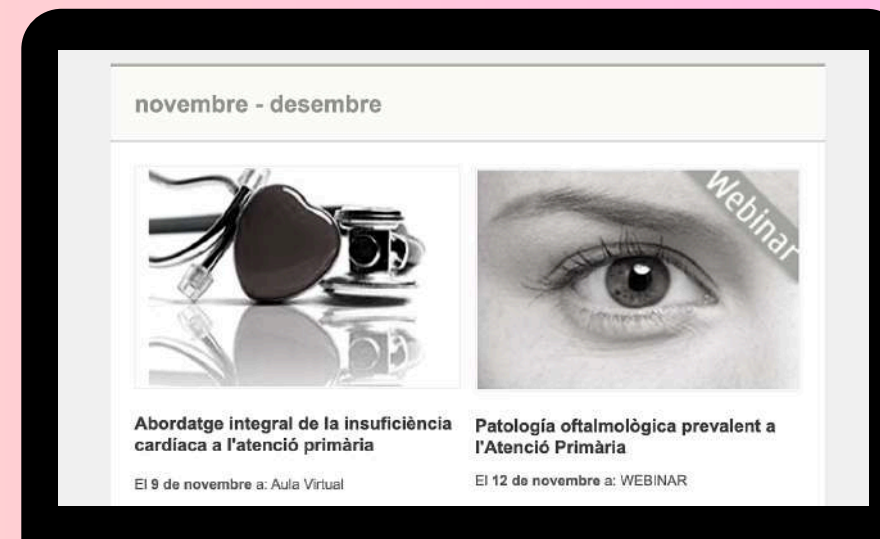 novembre - desembre
Webinar
Abordatge integral de la insuficiència
cardíaca a l'atenció primària
El 9 de novembre a: Aula Virtual
Patología oftalmològica prevalent a
l'Atenció Primària
El 12 de novembre a: WEBINAR